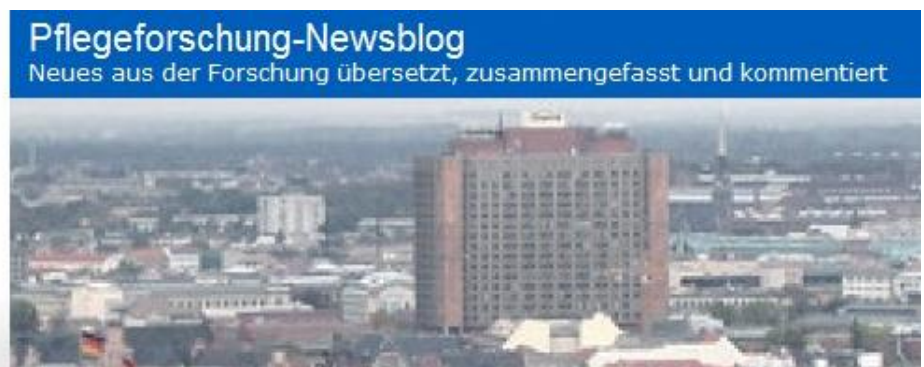 Pflegeforschung-Newsblog
Neues aus der Forschung übersetzt, zusammengefasst und kommentiert